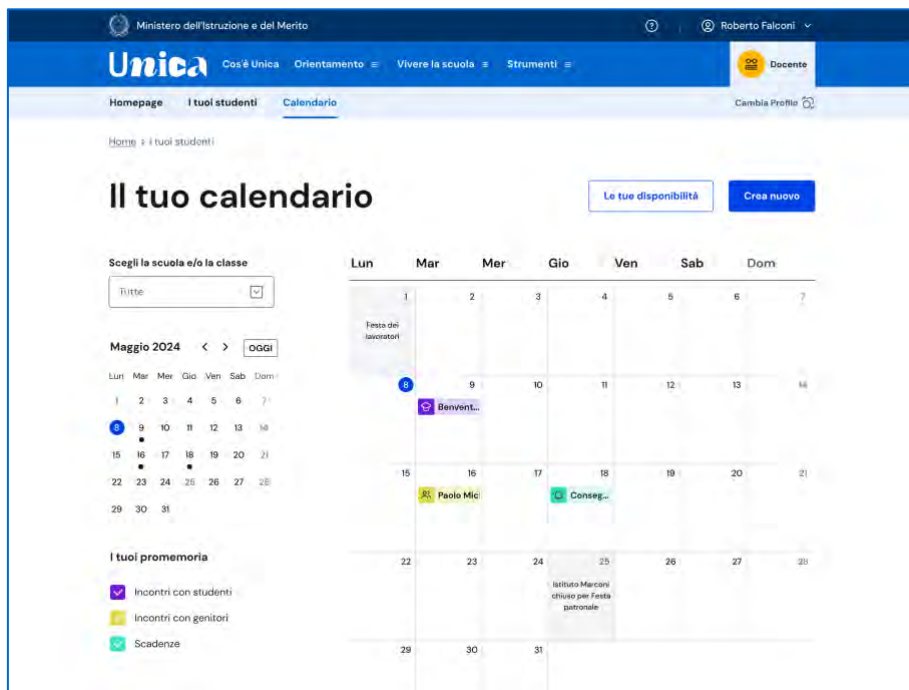 Ministero dell'Istruzione e del Merito
Roberto Falconi
Unica Cos'è Unica Orientamento Vivere la scuola Strumenti
Docente
Homepage I tuoi studenti Calendario
Cambia Profilo
Home > I tuoi studenti
Il tuo calendario
Le tue disponibilità
Crea nuovo
Scegli la scuola e/o la classe
Tutte
Maggio 2024 < > OGGI
Lun Mar Mer Gio Ven Sab Dom
1 2 3 4 5 6 7
8 9 10 11 12 13 14
15 16 17 18 19 20 21
22 23 24 25 26 27 28
29 30 31
I tuoi promemoria
Incontri con studenti
Incontri con genitori
Scadenze
Lun Mar Mer Gio Ven Sab Dom
1 2 3 4 5 6 7
Festa dei
lavoratori
8 9 10 11 12 13 14
Benvent...
15 16 17 18 19 20 21
Paolo Mic
Conseg...
22 23 24 25 26 27 28
Istituto Marconi
chiuso per Festa
patronale
29 30 31